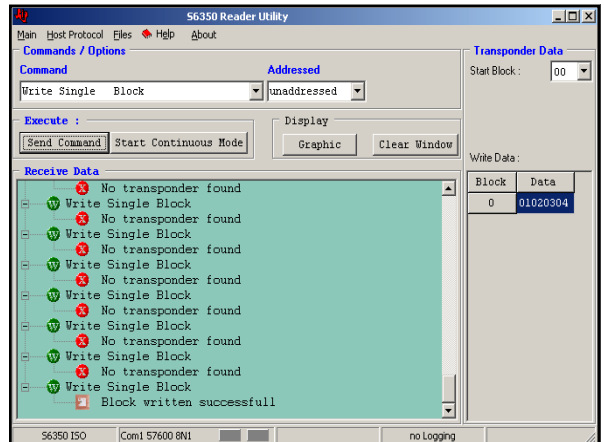 S6350 Reader Utility
Main Host Protocol Files Help About
Commands / Options
Command Addressed
Write Single Block unaddressed
Execute :
Send Command Start Continuous Mode
Display
Graphic Clear Window
Receive Data
No transponder found
Write Single Block
No transponder found
Write Single Block
No transponder found
Write Single Block
No transponder found
Write Single Block
No transponder found
Write Single Block
No transponder found
Write Single Block
No transponder found
Write Single Block
Block written successfull
Transponder Data
Start Block : 00
Write Data :
Block Data
0 01020304
S6350 ISO Com1 57600 8N1 no Logging